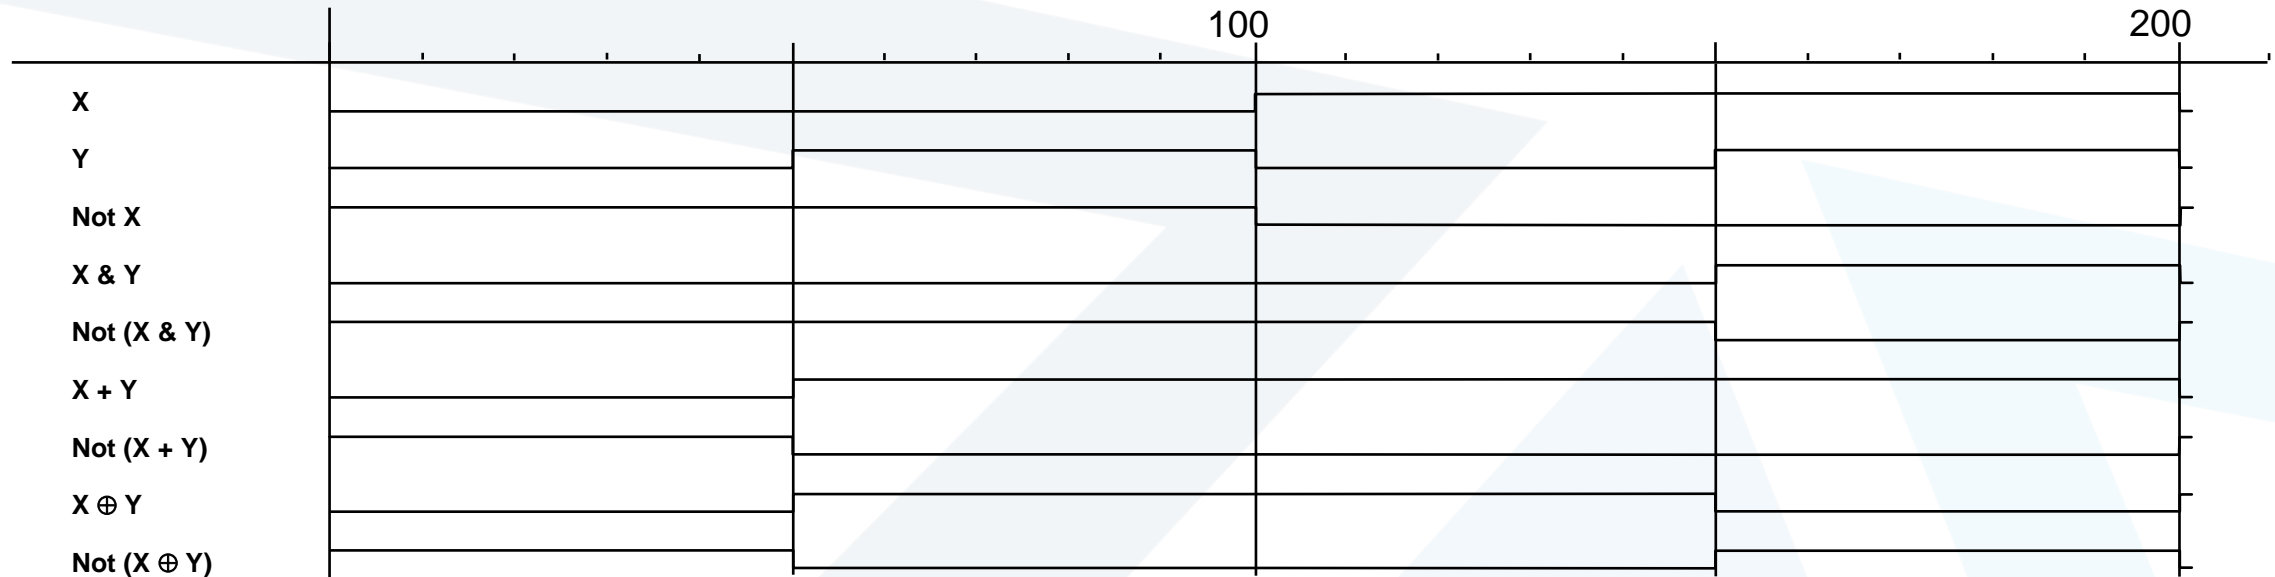 100 200
X
Y
Not X
X & Y
Not (X & Y)
X + Y
Not (X + Y)
X ⊕ Y
Not (X ⊕ Y)